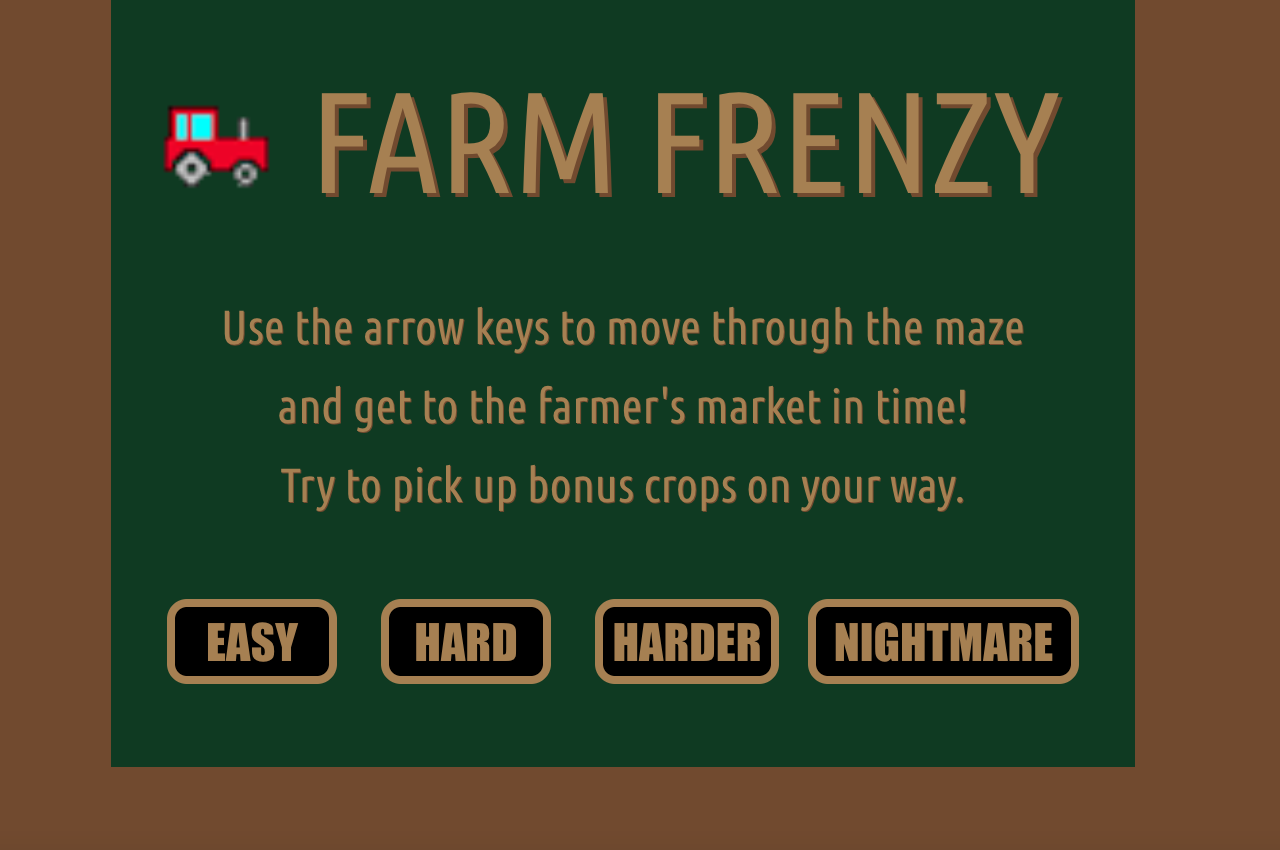 FARM FRENZY
Use the arrow keys to move through the maze
and get to the farmer's market in time!
Try to pick up bonus crops on your way.
EASY HARD HARDER NIGHTMARE